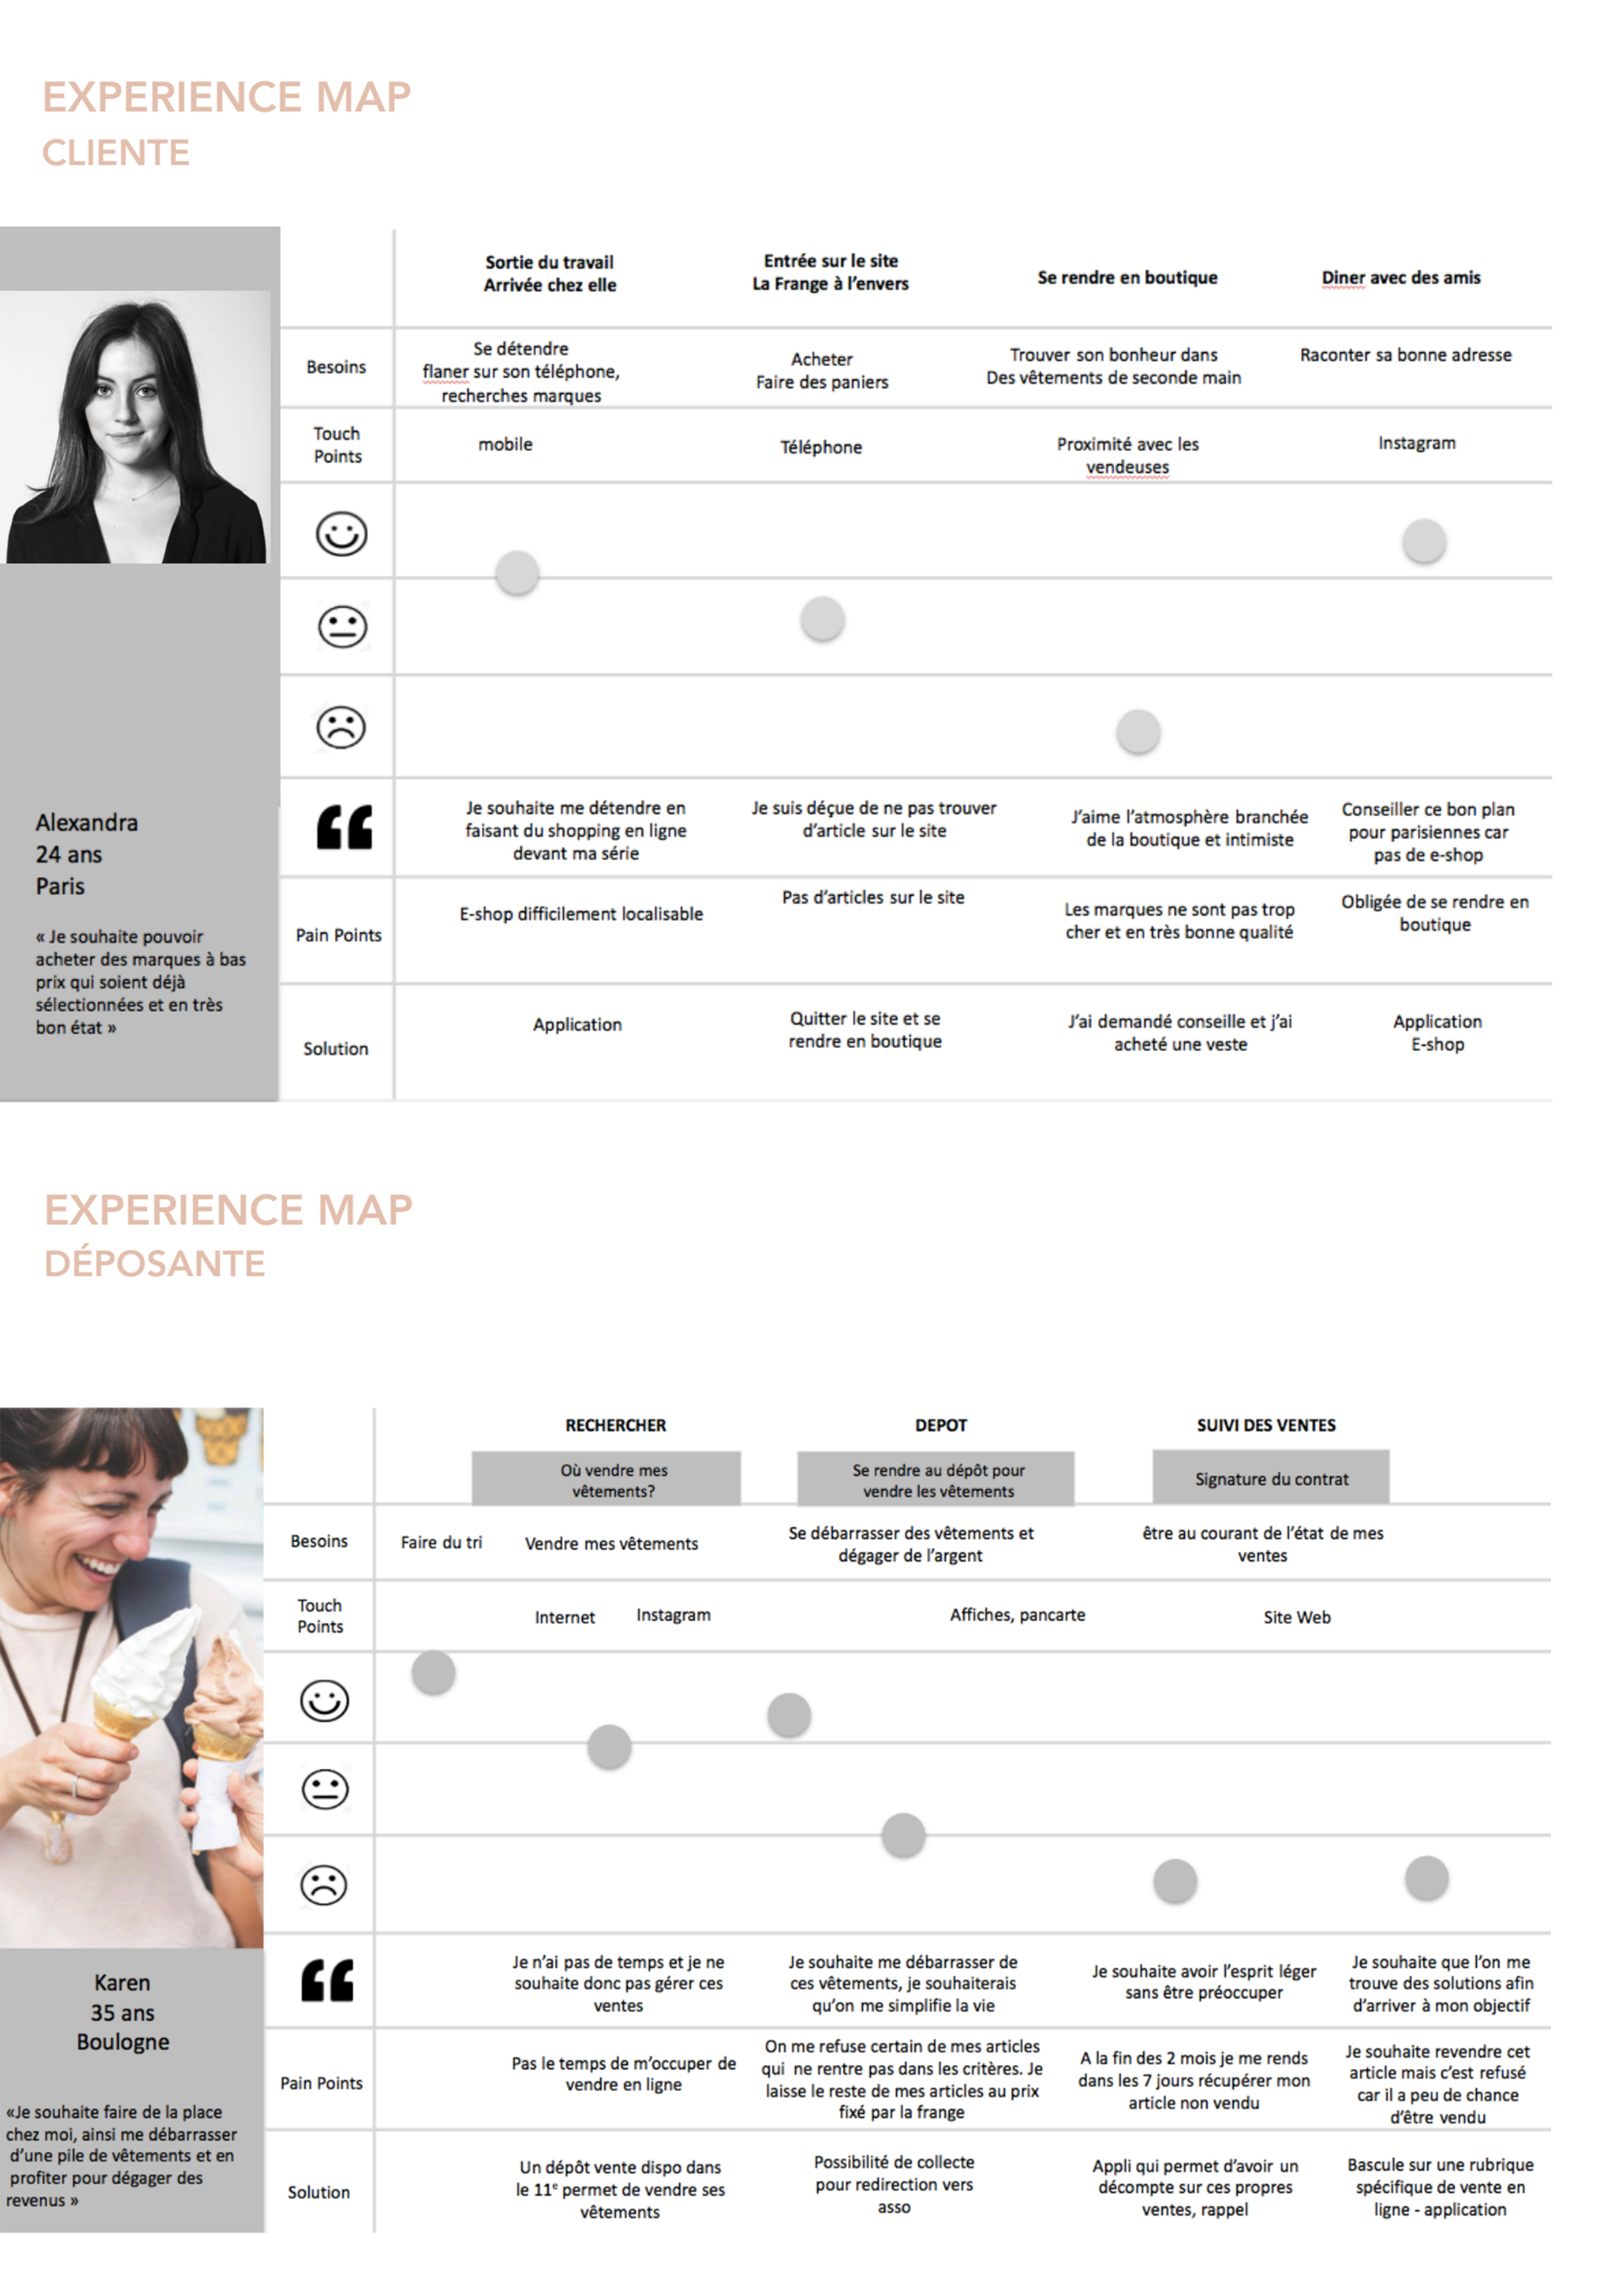 EXPERIENCE MAP
CLIENTE
Sortie du travail
Arrivée chez elle
Entrée sur le site
La Frange à l'envers
Se rendre en boutique
Diner avec des amis
Besoins
Se détendre
flaner sur son téléphone,
recherches marques
Acheter
Faire des paniers
Trouver son bonheur dans
Des vêtements de seconde main
Raconter sa bonne adresse
Touch
Points
mobile
Téléphone
Proximité avec les
vendeuses
Instagram
Alexandra
24 ans
Paris
« Je souhaite pouvoir
acheter des marques à bas
prix qui soient déjà
sélectionnées et en très
bon état »
“
Je souhaite me détendre en
faisant du shopping en ligne
devant ma série
Je suis déçue de ne pas trouver
d'article sur le site
J'aime l'atmosphère branchée
de la boutique et intimiste
Conseiller ce bon plan
pour parisiennes car
pas de e-shop
Pain Points
E-shop difficilement localisable
Pas d'articles sur le site
Les marques ne sont pas trop
cher et en très bonne qualité
Obligée de se rendre en
boutique
Solution
Application
Quitter le site et se
rendre en boutique
J'ai demandé conseille et j'ai
acheté une veste
Application
E-shop
EXPERIENCE MAP
DÉPOSANTE
RECHERCHER
DEPOT
SUIVI DES VENTES
Où vendre mes
vêtements?
Se rendre au dépôt pour
vendre les vêtements
Signature du contrat
Besoins
Faire du tri
Vendre mes vêtements
Se débarrasser des vêtements et
dégager de l'argent
être au courant de l'état de mes
ventes
Touch
Points
Internet
Instagram
Affiches, pancarte
Site Web
Karen
35 ans
Boulogne
«Je souhaite faire de la place
chez moi, ainsi me débarrasser
d'une pile de vêtements et en
profiter pour dégager des
revenus »
“
Je n'ai pas de temps et je ne
souhaite donc pas gérer ces
ventes
Je souhaite me débarrasser de
ces vêtements, je souhaiterais
qu'on me simplifie la vie
Je souhaite avoir l'esprit léger
sans être préoccuper
Je souhaite que l'on me
trouve des solutions afin
d'arriver à mon objectif
Pain Points
Pas le temps de m'occuper de
vendre en ligne
On me refuse certain de mes articles
qui ne rentre pas dans les critères. Je
laisse le reste de mes articles au prix
fixé par la frange
A la fin des 2 mois je me rends
dans les 7 jours récupérer mon
article non vendu
Je souhaite revendre cet
article mais c'est refusé
car il a peu de chance
d'être vendu
Solution
Un dépôt vente dispo dans
le 11e permet de vendre ses
vêtements
Possibilité de collecte
pour redirection vers
asso
Appli qui permet d'avoir un
décompte sur ces propres
ventes, rappel
Bascule sur une rubrique
spécifique de vente en
ligne - application